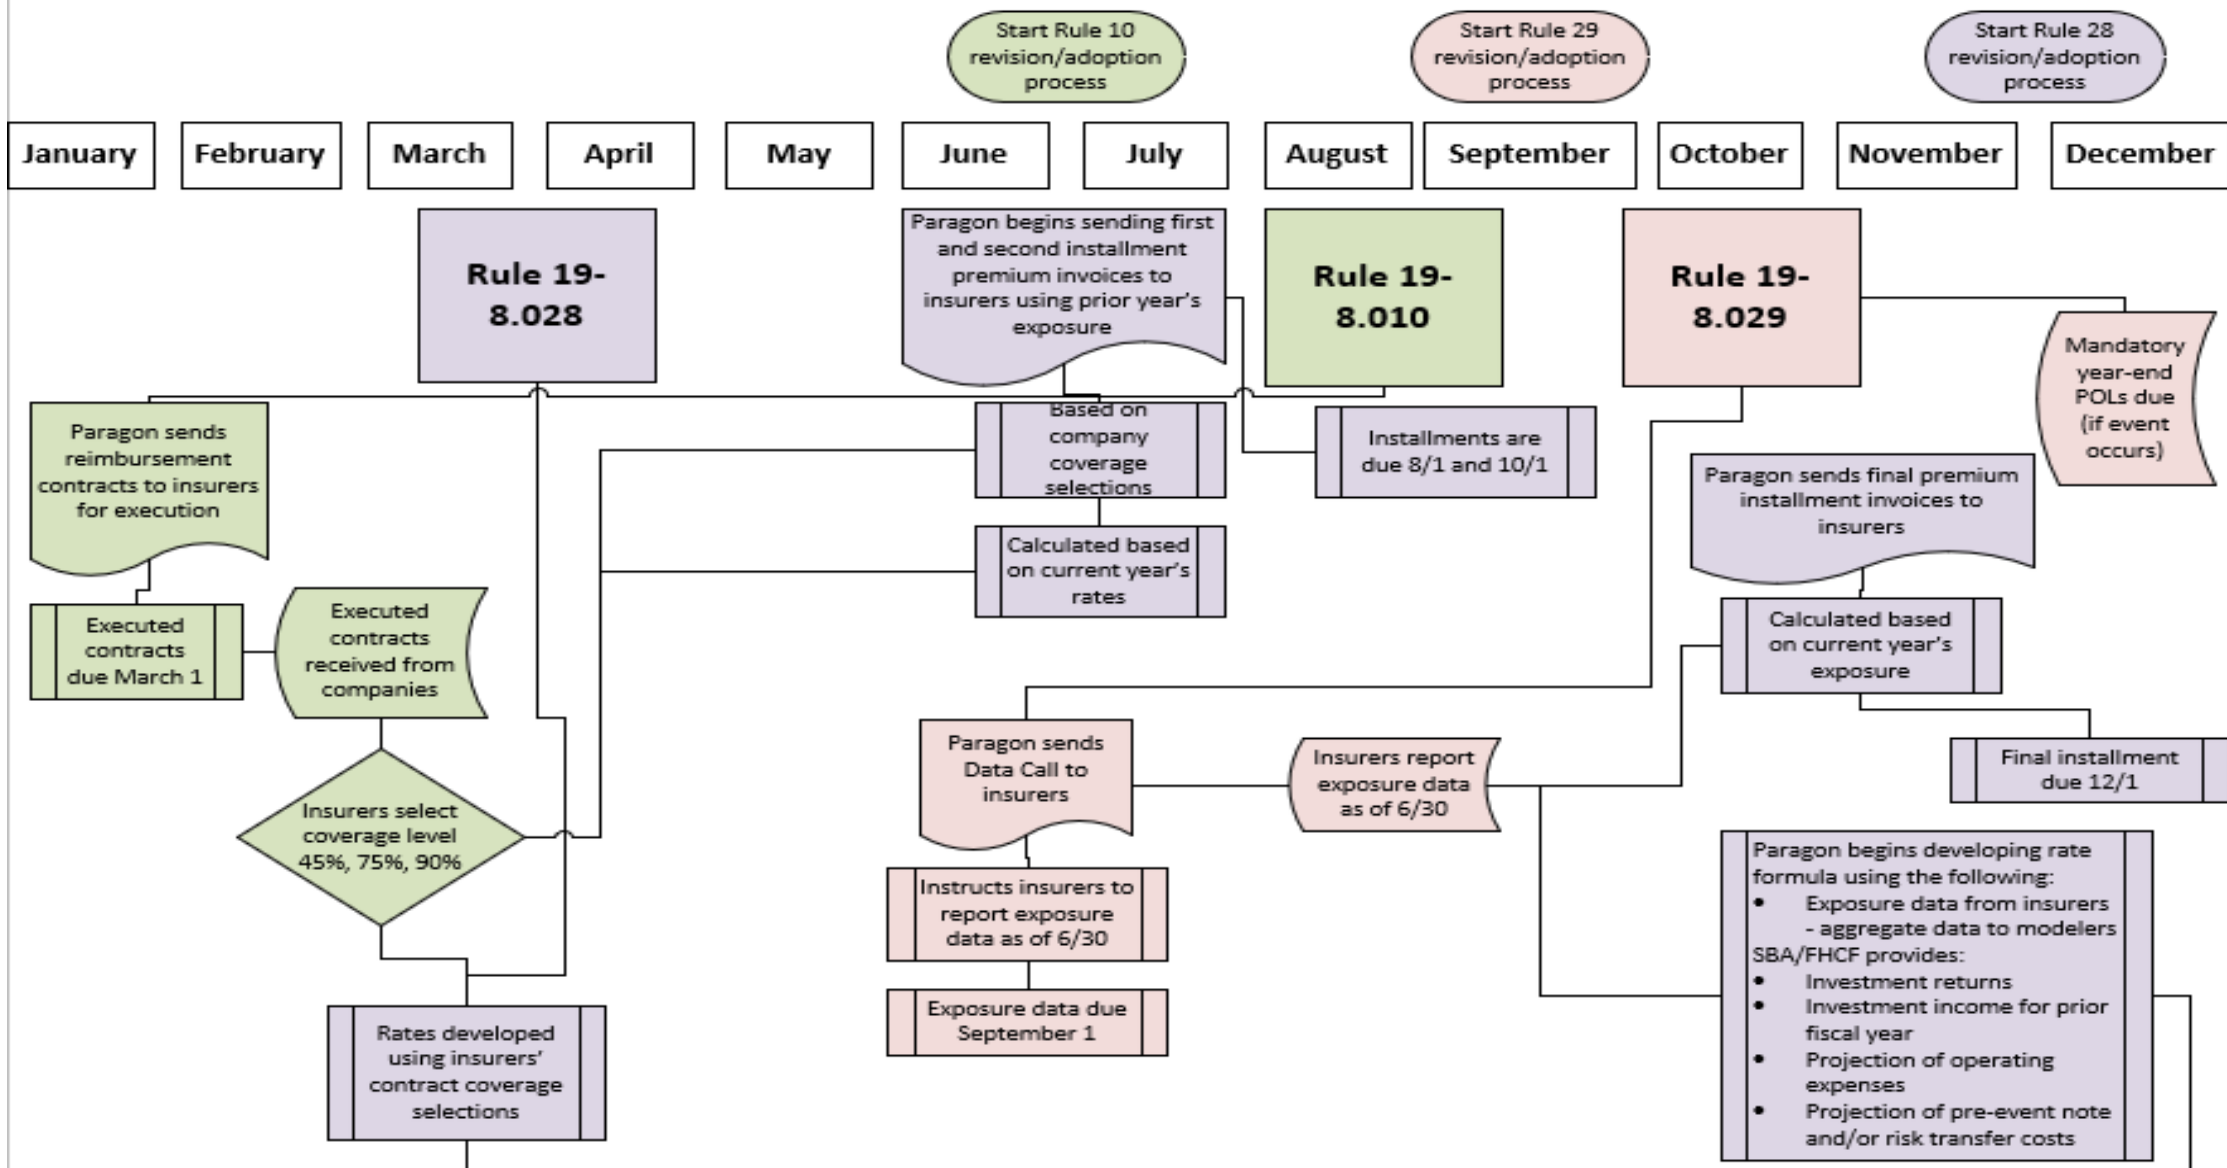 Start Rule 10
revision/adoption
process
Start Rule 29
revision/adoption
process
Start Rule 28
revision/adoption
process
January
February
March
April
May
June
July
August
September
October
November
December
Rule 19-
8.028
Paragon begins sending first
and second installment
premium invoices to
insurers using prior year's
exposure
Rule 19-
8.010
Rule 19-
8.029
Mandatory
year-end
POLs due
(if event
occurs)
Paragon sends
reimbursement
contracts to insurers
for execution
Based on
company
coverage
selections
Installments are
due 8/1 and 10/1
Paragon sends final premium
installment invoices to
insurers
Calculated based
on current year's
rates
Executed
contracts
due March 1
Executed
contracts
received from
companies
Calculated based
on current year's
exposure
Paragon sends
Data Call to
insurers
Insurers report
exposure data
as of 6/30
Final installment
due 12/1
Insurers select
coverage level
45%, 75%, 90%
Instructs insurers to
report exposure
data as of 6/30
Exposure data due
September 1
Paragon begins developing rate
formula using the following:
• Exposure data from insurers
- aggregate data to modelers
SBA/FHCF provides:
• Investment returns
• Investment income for prior
fiscal year
• Projection of operating
expenses
• Projection of pre-event note
and/or risk transfer costs
Rates developed
using insurers'
contract coverage
selections